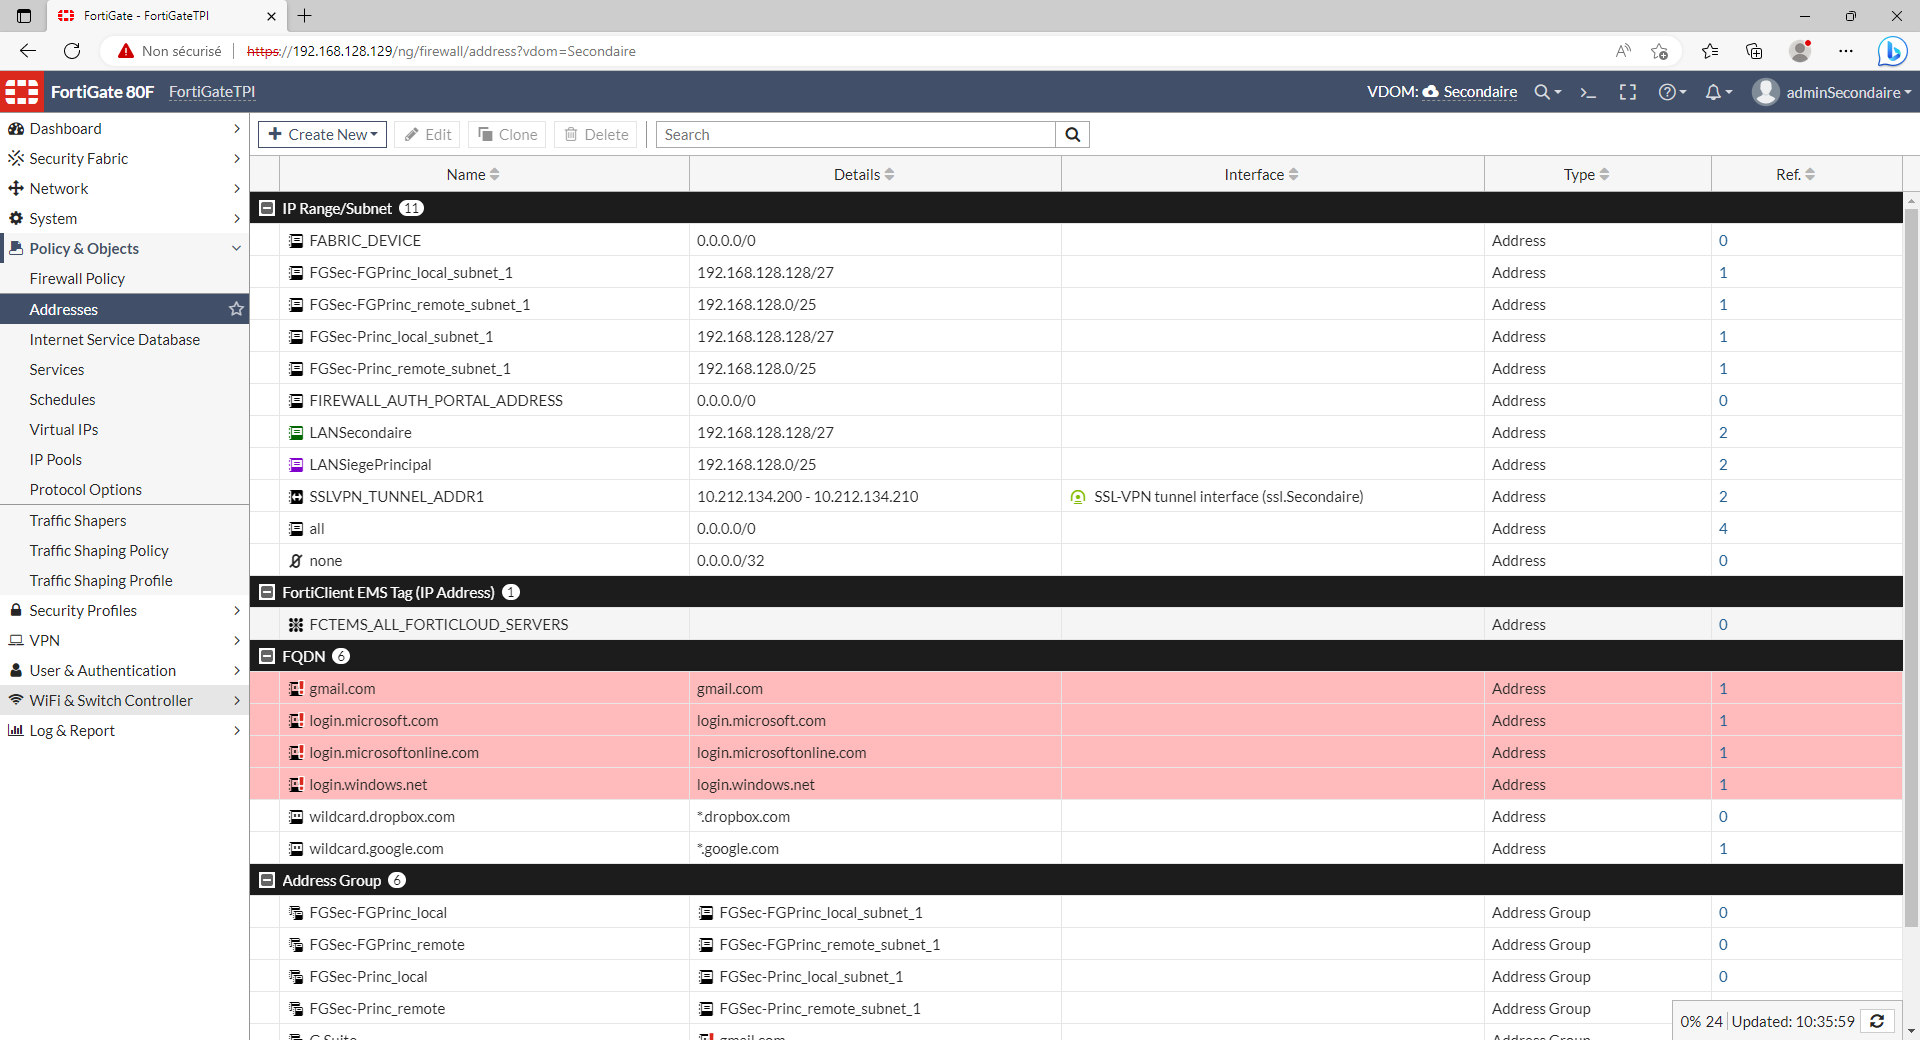 FortiGate - FortiGateTPI
Non sécurisé https://192.168.128.129/ng/firewall/address?vdom=Secondaire
FortiGate 80F FortiGateTPI VDOM: Secondaire adminSecondaire
Dashboard
Security Fabric
Network
System
Policy & Objects
Firewall Policy
Addresses
Internet Service Database
Services
Schedules
Virtual IPs
IP Pools
Protocol Options
Traffic Shapers
Traffic Shaping Policy
Traffic Shaping Profile
Security Profiles
VPN
User & Authentication
WiFi & Switch Controller
Log & Report
Create New Edit Clone Delete Search
Name Details Interface Type Ref.
IP Range/Subnet 11
FABRIC_DEVICE 0.0.0.0/0 Address 0
FGSec-FGPrinc_local_subnet_1 192.168.128.128/27 Address 1
FGSec-FGPrinc_remote_subnet_1 192.168.128.0/25 Address 1
FGSec-Princ_local_subnet_1 192.168.128.128/27 Address 1
FGSec-Princ_remote_subnet_1 192.168.128.0/25 Address 1
FIREWALL_AUTH_PORTAL_ADDRESS 0.0.0.0/0 Address 0
LANSecondaire 192.168.128.128/27 Address 2
LANSiegePrincipal 192.168.128.0/25 Address 2
SSLVPN_TUNNEL_ADDR1 10.212.134.200 - 10.212.134.210 SSL-VPN tunnel interface (ssl.Secondaire) Address 2
all 0.0.0.0/0 Address 4
none 0.0.0.0/32 Address 0
FortiClient EMS Tag (IP Address) 1
FCTEMS_ALL_FORTICLOUD_SERVERS Address 0
FQDN 6
gmail.com gmail.com Address 1
login.microsoft.com login.microsoft.com Address 1
login.microsoftonline.com login.microsoftonline.com Address 1
login.windows.net login.windows.net Address 1
wildcard.dropbox.com *.dropbox.com Address 0
wildcard.google.com *.google.com Address 1
Address Group 6
FGSec-FGPrinc_local FGSec-FGPrinc_local_subnet_1 Address Group 0
FGSec-FGPrinc_remote FGSec-FGPrinc_remote_subnet_1 Address Group 0
FGSec-Princ_local FGSec-Princ_local_subnet_1 Address Group 0
FGSec-Princ_remote FGSec-Princ_remote_subnet_1 Address Group
G Suite gmail.com Address Group
0% 24 Updated: 10:35:59